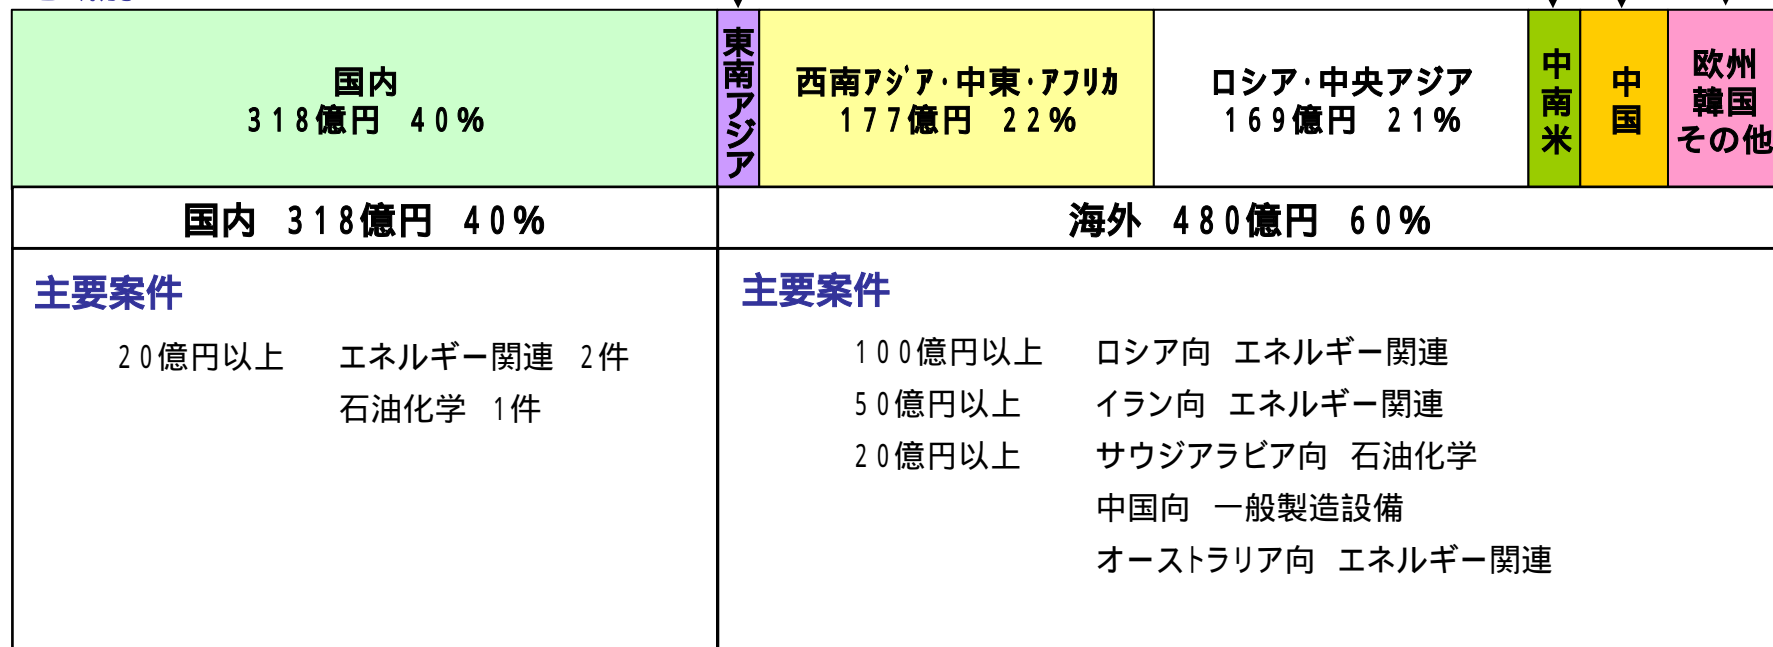 国内
318億円 40%
東南アジア
西南ｱｼﾞｱ・中東・ｱﾌﾘｶ
177億円 22%
ロシア・中央アジア
169億円 21%
中南米
中国
欧州
韓国
その他
国内 318億円 40%
海外 480億円 60%
主要案件
20億円以上 エネルギー関連 2件
石油化学 1件
主要案件
100億円以上 ロシア向 エネルギー関連
50億円以上 イラン向 エネルギー関連
20億円以上 サウジアラビア向 石油化学
中国向 一般製造設備
オーストラリア向 エネルギー関連